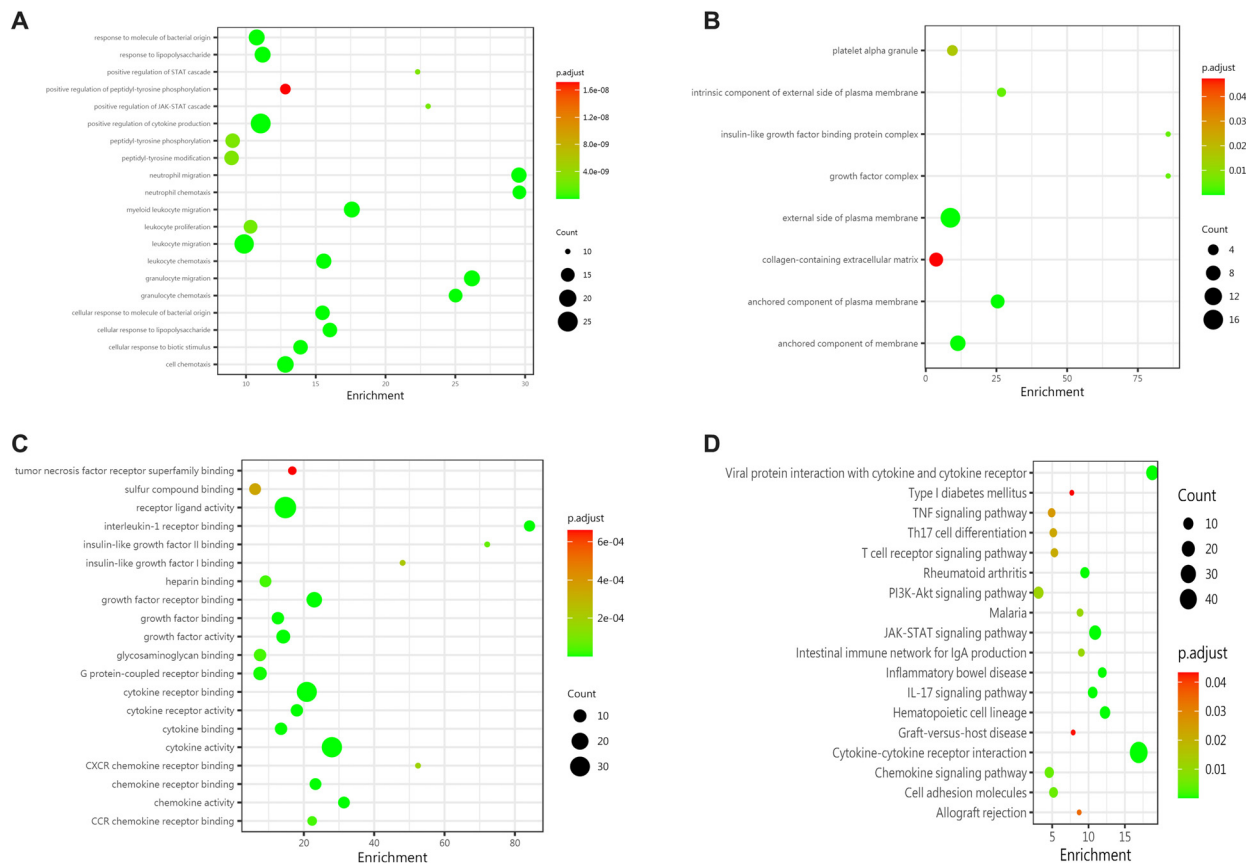 A
response to molecule of bacterial origin
response to lipopolysaccharide
positive regulation of STAT cascade
positive regulation of peptidyl-tyrosine phosphorylation
positive regulation of JAK-STAT cascade
positive regulation of cytokine production
peptidyl-tyrosine phosphorylation
peptidyl-tyrosine modification
neutrophil migration
neutrophil chemotaxis
myeloid leukocyte migration
leukocyte proliferation
leukocyte migration
leukocyte chemotaxis
granulocyte migration
granulocyte chemotaxis
cellular response to molecule of bacterial origin
cellular response to lipopolysaccharide
cellular response to biotic stimulus
cell chemotaxis
10 15 20 25 30
Enrichment
p.adjust
1.6e-08
1.2e-08
8.0e-09
4.0e-09
Count
10
15
20
25
B
platelet alpha granule
intrinsic component of external side of plasma membrane
insulin-like growth factor binding protein complex
growth factor complex
external side of plasma membrane
collagen-containing extracellular matrix
anchored component of plasma membrane
anchored component of membrane
0 25 50 75
Enrichment
p.adjust
0.04
0.03
0.02
0.01
Count
4
8
12
16
C
tumor necrosis factor receptor superfamily binding
sulfur compound binding
receptor ligand activity
interleukin-1 receptor binding
insulin-like growth factor II binding
insulin-like growth factor I binding
heparin binding
growth factor receptor binding
growth factor binding
growth factor activity
glycosaminoglycan binding
G protein-coupled receptor binding
cytokine receptor binding
cytokine receptor activity
cytokine binding
cytokine activity
CXCR chemokine receptor binding
chemokine receptor binding
chemokine activity
CCR chemokine receptor binding
20 40 60 80
Enrichment
p.adjust
6e-04
4e-04
2e-04
Count
10
20
30
D
Viral protein interaction with cytokine and cytokine receptor
Type I diabetes mellitus
TNF signaling pathway
Th17 cell differentiation
T cell receptor signaling pathway
Rheumatoid arthritis
PI3K-Akt signaling pathway
Malaria
JAK-STAT signaling pathway
Intestinal immune network for IgA production
Inflammatory bowel disease
IL-17 signaling pathway
Hematopoietic cell lineage
Graft-versus-host disease
Cytokine-cytokine receptor interaction
Chemokine signaling pathway
Cell adhesion molecules
Allograft rejection
5 10 15
Enrichment
Count
10
20
30
40
p.adjust
0.04
0.03
0.02
0.01